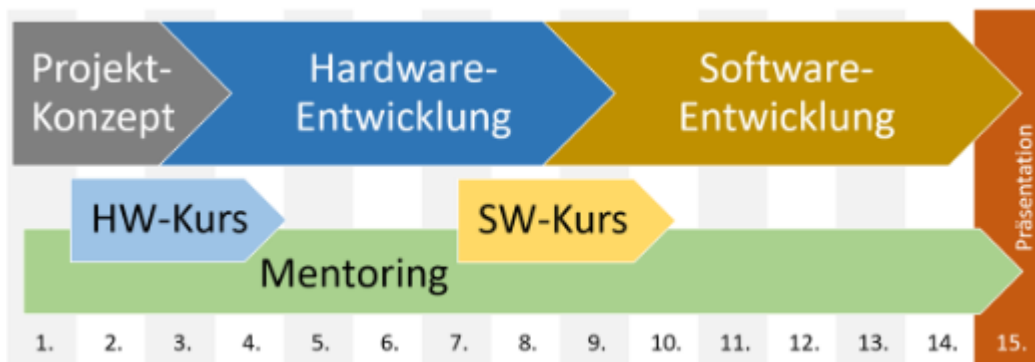 Projekt-
Konzept
Hardware-
Entwicklung
Software-
Entwicklung
Präsentation
HW-Kurs
SW-Kurs
Mentoring
1. 2. 3. 4. 5. 6. 7. 8. 9. 10. 11. 12. 13. 14. 15.